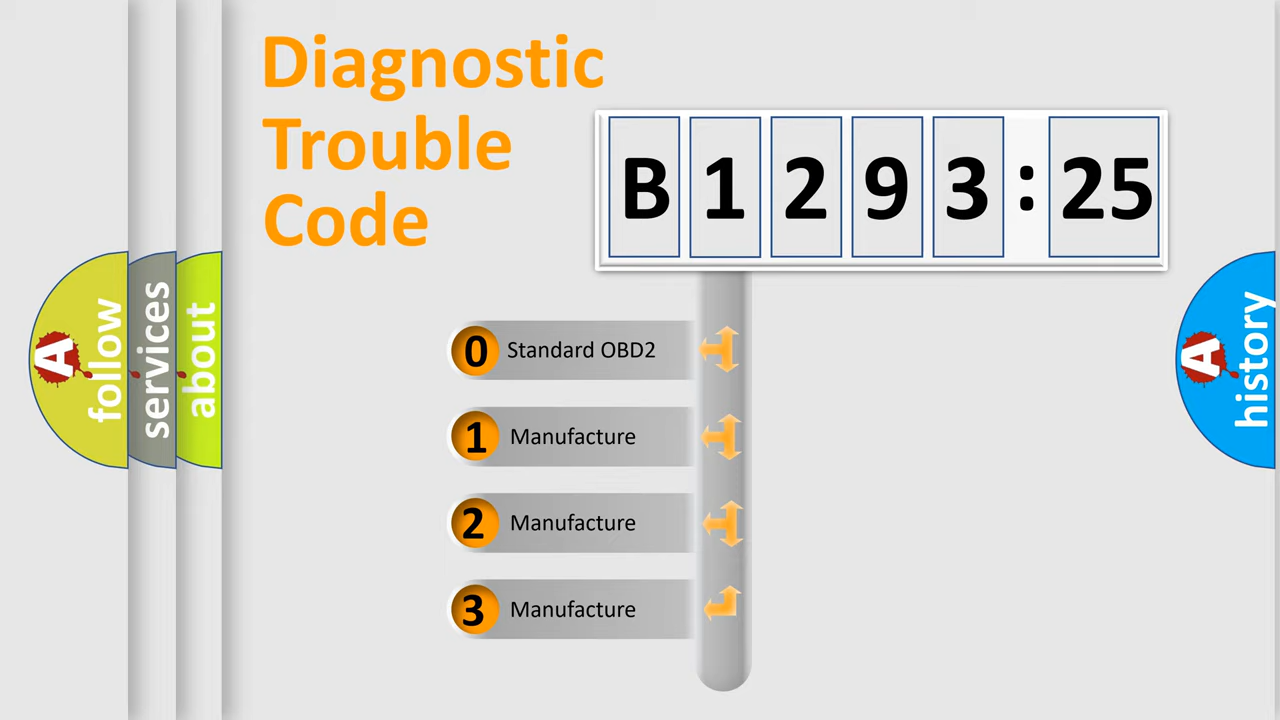 Diagnostic
Trouble
Code
B 1 2 9 3 : 25
0 Standard OBD2
1 Manufacture
2 Manufacture
3 Manufacture
A follow
services
about
A history